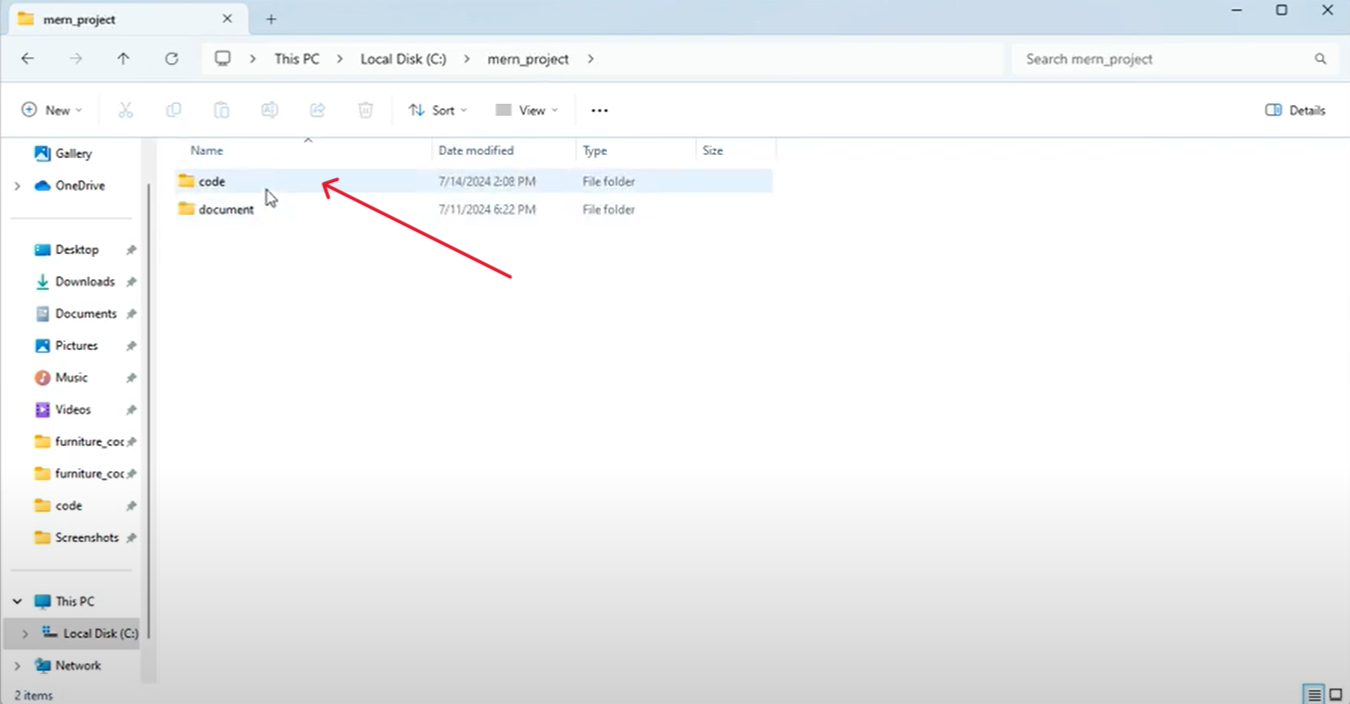 mern_project
This PC
Local Disk (C:)
mern_project
Search mern_project
New
Sort
View
Details
Name
Date modified
Type
Size
code
7/14/2024 2:08 PM
File folder
document
7/11/2024 6:22 PM
File folder
Gallery
OneDrive
Desktop
Downloads
Documents
Pictures
Music
Videos
furniture_coc
furniture_coc
code
Screenshots
This PC
Local Disk (C:)
Network
2 items